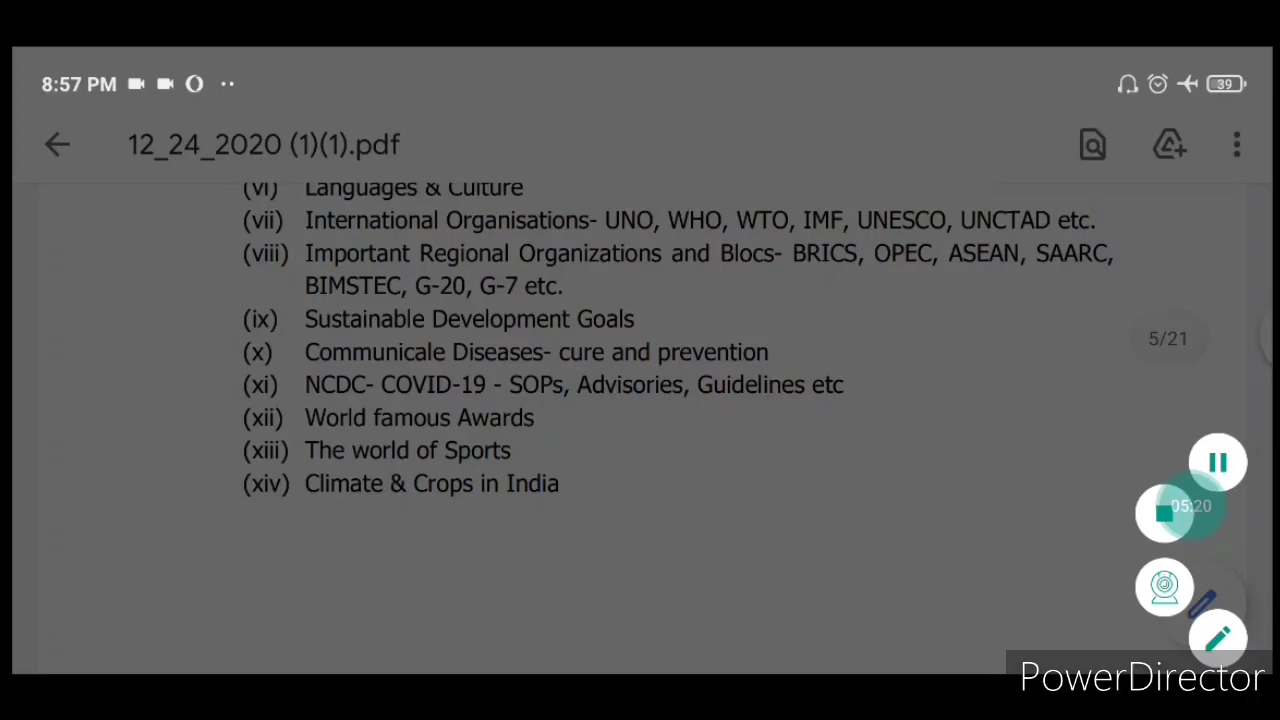 8:57 PM
39
12_24_2020 (1)(1).pdf
(vi) Languages & Culture
(vii) International Organisations- UNO, WHO, WTO, IMF, UNESCO, UNCTAD etc.
(viii) Important Regional Organizations and Blocs- BRICS, OPEC, ASEAN, SAARC,
BIMSTEC, G-20, G-7 etc.
(ix) Sustainable Development Goals
5/21
(x) Communicale Diseases- cure and prevention
(xi) NCDC- COVID-19 - SOPs, Advisories, Guidelines etc
(xii) World famous Awards
(xiii) The world of Sports
(xiv) Climate & Crops in India
05:20
PowerDirector